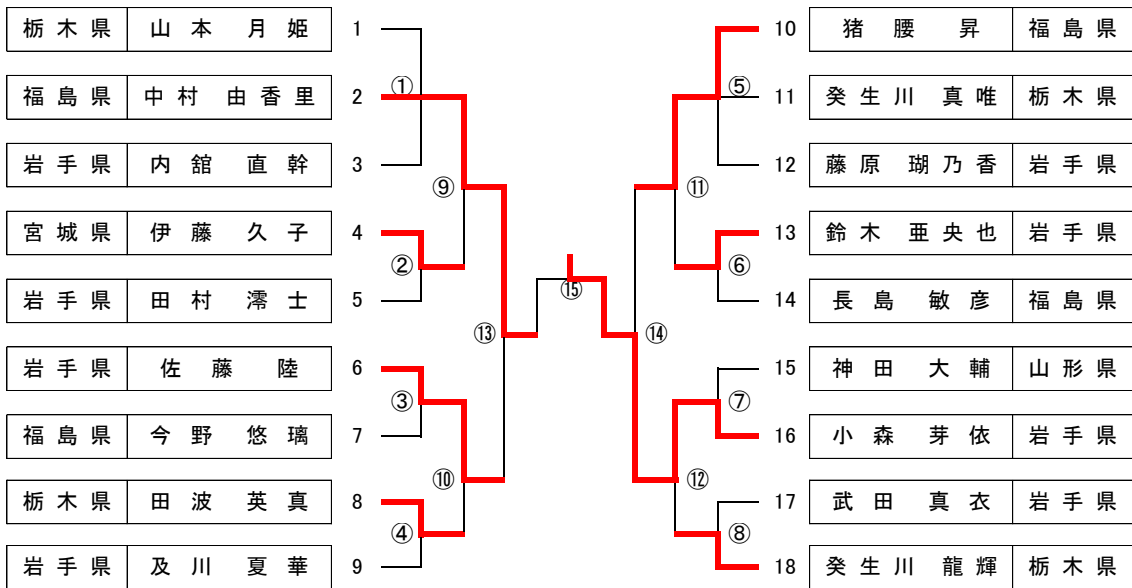 栃木県 山本 月姫 1
福島県 中村 由香里 2
岩手県 内舘 直幹 3
宮城県 伊藤 久子 4
岩手県 田村 澪士 5
岩手県 佐藤 陸 6
福島県 今野 悠璃 7
栃木県 田波 英真 8
岩手県 及川 夏華 9
①
②
③
④
⑨
⑩
⑬
⑮
⑭
⑪
⑫
⑤
⑥
⑦
⑧
10 猪腰 昇 福島県
11 発生川 真唯 栃木県
12 藤原 瑚乃香 岩手県
13 鈴木 亜央也 岩手県
14 長島 敏彦 福島県
15 神田 大輔 山形県
16 小森 芽依 岩手県
17 武田 真衣 岩手県
18 発生川 龍輝 栃木県